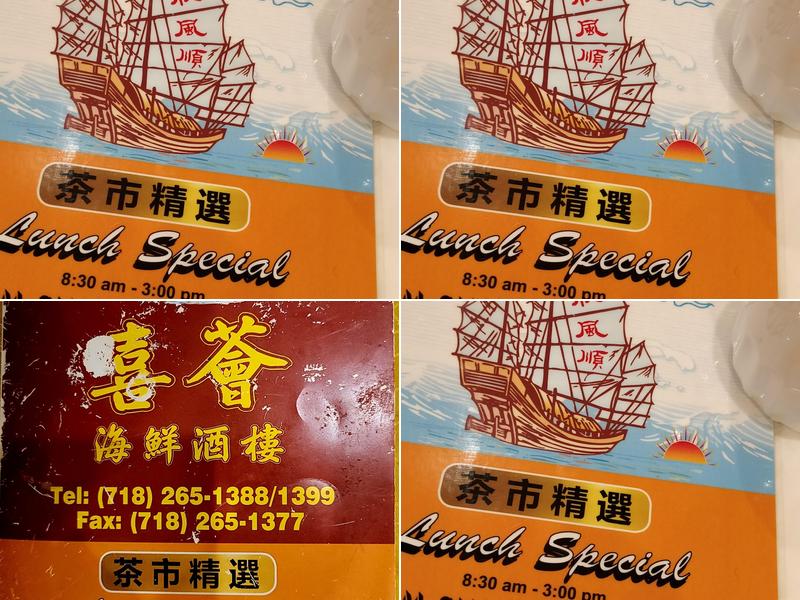 風
順
茶市精選
Lunch Special
8:30 am - 3:00 pm
風
順
茶市精選
Lunch Special
8:30 am - 3:00 pm
喜薈
海鮮酒樓
Tel: (718) 265-1388/1399
Fax: (718) 265-1377
茶市精選
風
順
茶市精選
Lunch Special
8:30 am - 3:00 pm